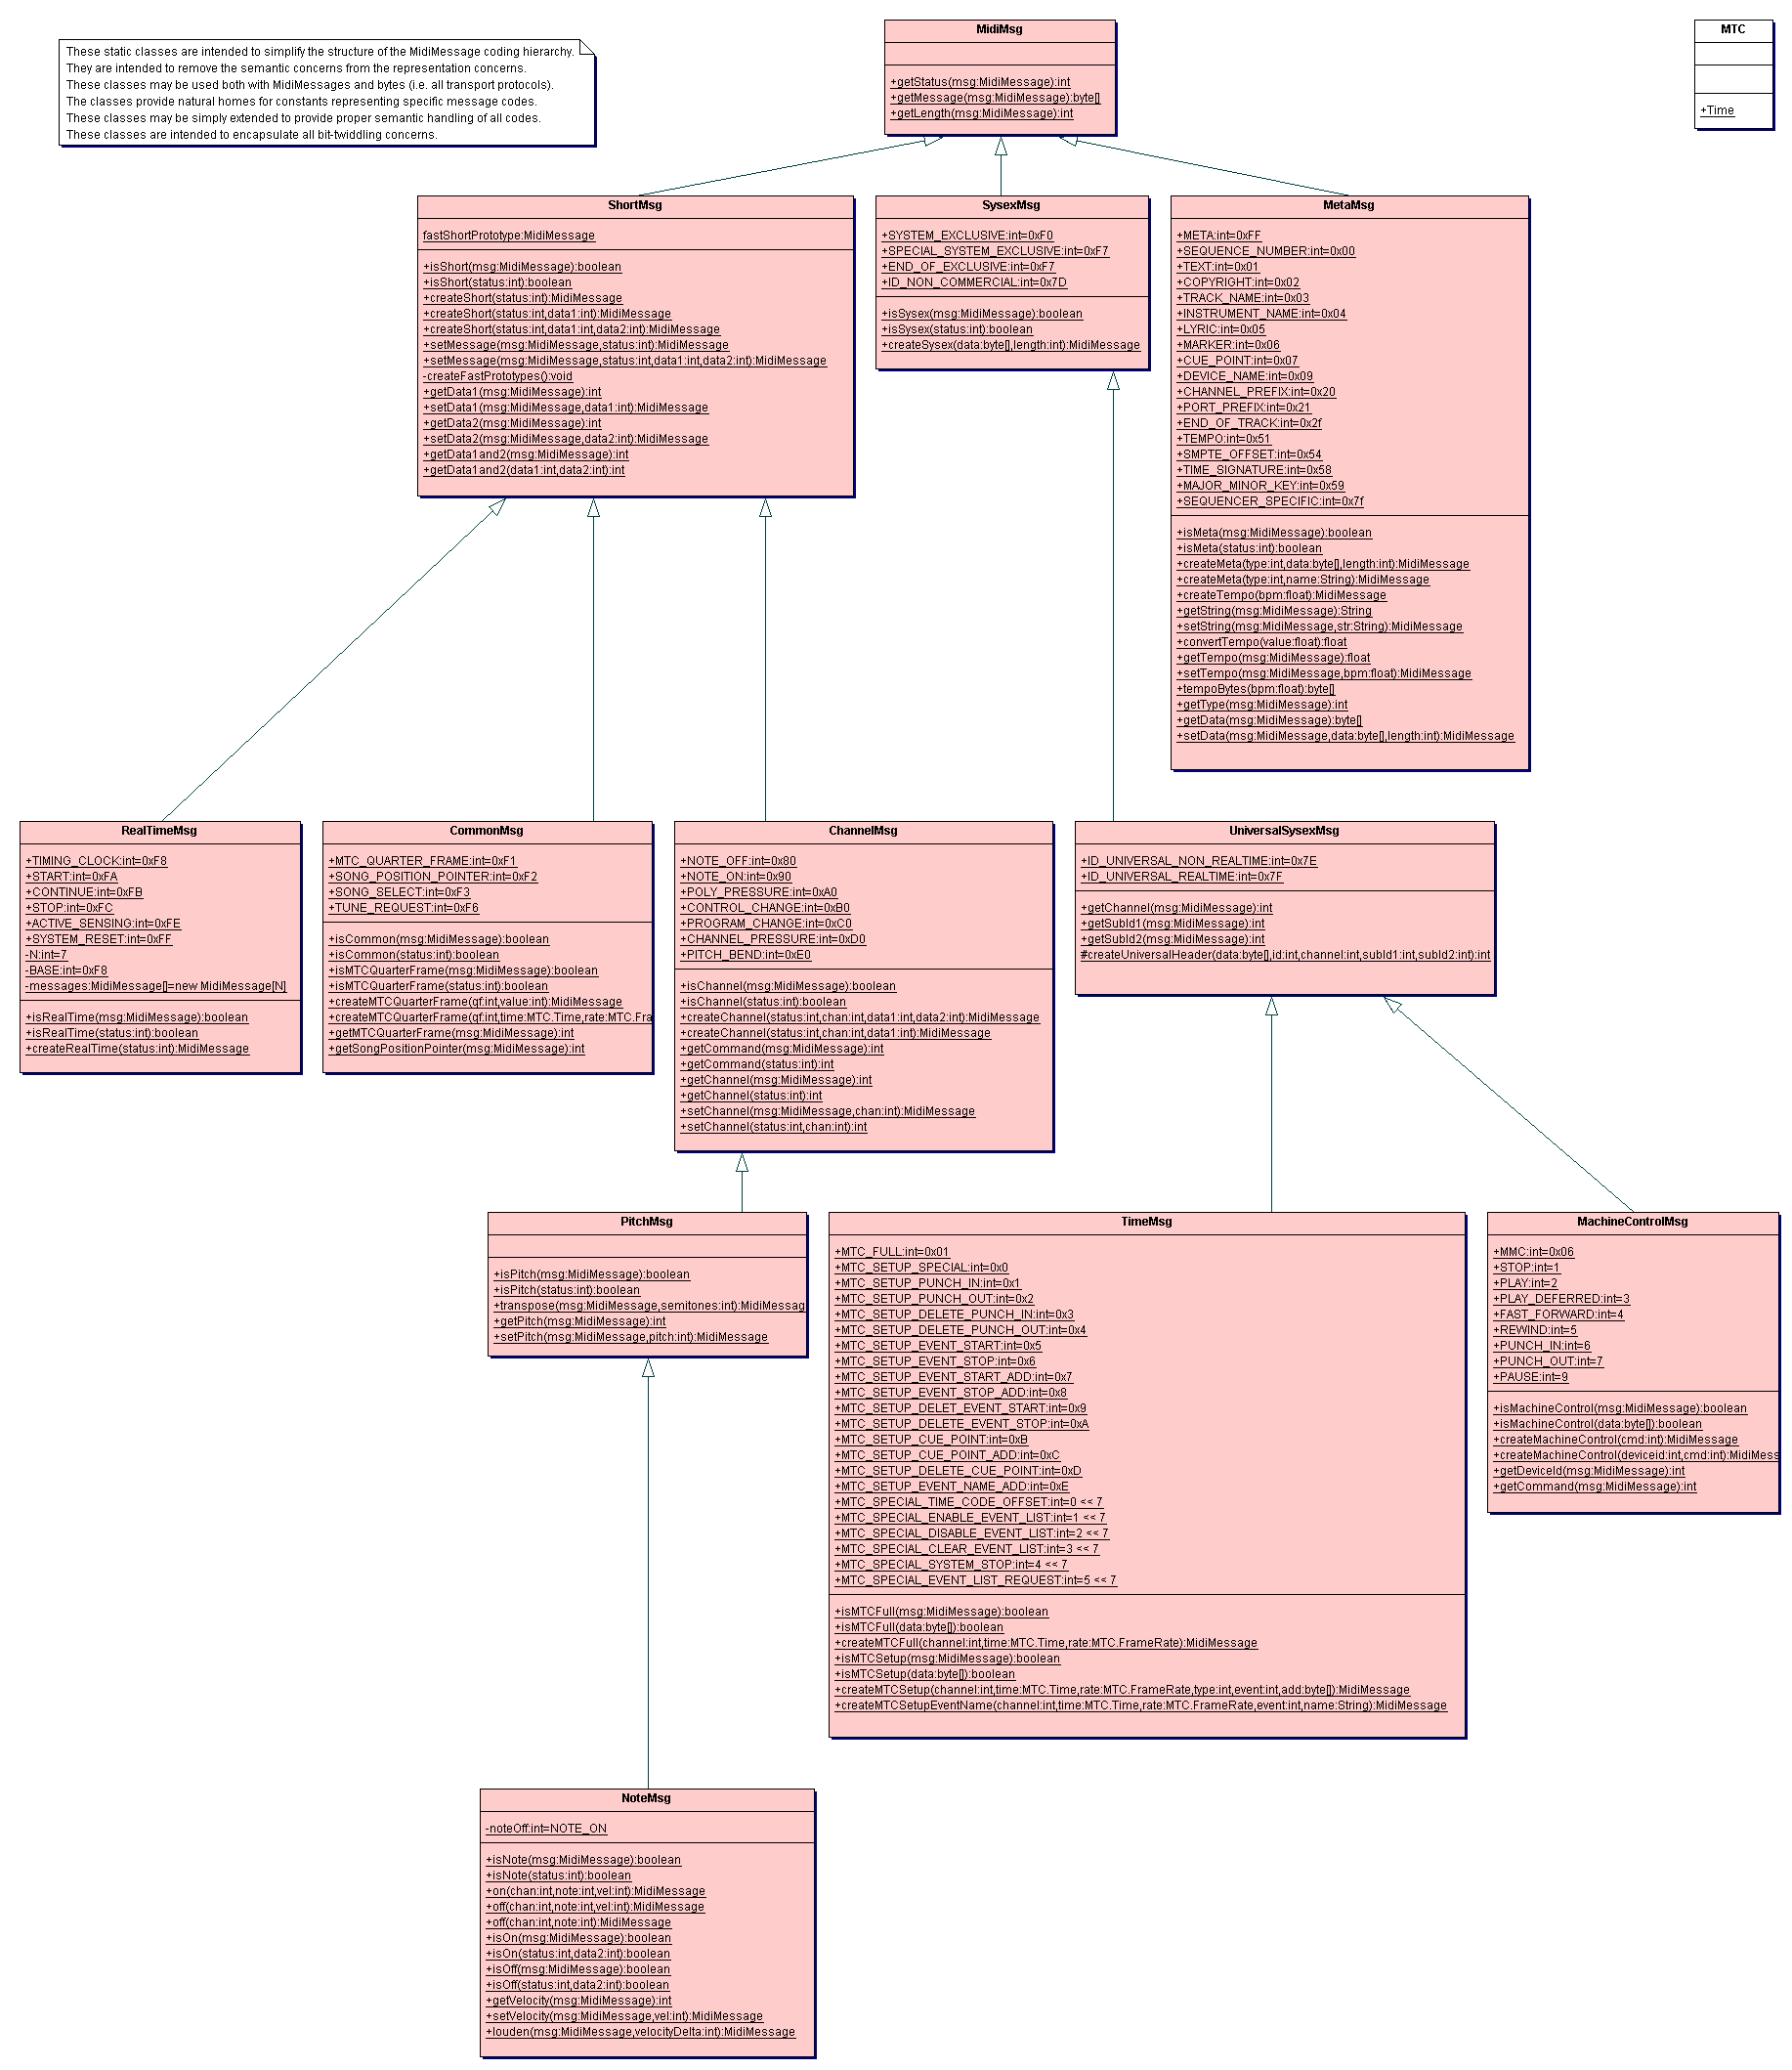 These static classes are intended to simplify the structure of the MidiMessage coding hierarchy.
They are intended to remove the semantic concerns from the representation concerns.
These classes may be used both with MidiMessages and bytes (i.e. all transport protocols).
The classes provide natural homes for constants representing specific message codes.
These classes may be simply extended to provide proper semantic handling of all codes.
These classes are intended to encapsulate all bit-twiddling concerns.
MidiMsg
+getStatus(msg:MidiMessage):int
+getMessage(msg:MidiMessage):byte[]
+getLength(msg:MidiMessage):int
MTC
+Time
ShortMsg
fastShortPrototype:MidiMessage
+isShort(msg:MidiMessage):boolean
+isShort(status:int):boolean
+createShort(status:int):MidiMessage
+createShort(status:int,data1:int):MidiMessage
+createShort(status:int,data1:int,data2:int):MidiMessage
+setMessage(msg:MidiMessage,status:int):MidiMessage
+setMessage(msg:MidiMessage,status:int,data1:int,data2:int):MidiMessage
-createFastPrototypes():void
+getData1(msg:MidiMessage):int
+setData1(msg:MidiMessage,data1:int):MidiMessage
+getData2(msg:MidiMessage):int
+setData2(msg:MidiMessage,data2:int):MidiMessage
+getData1and2(msg:MidiMessage):int
+getData1and2(data1:int,data2:int):int
SysexMsg
+SYSTEM_EXCLUSIVE:int=0xF0
+SPECIAL_SYSTEM_EXCLUSIVE:int=0xF7
+END_OF_EXCLUSIVE:int=0xF7
+ID_NON_COMMERCIAL:int=0x7D
+isSysex(msg:MidiMessage):boolean
+isSysex(status:int):boolean
+createSysex(data:byte[],length:int):MidiMessage
MetaMsg
+META:int=0xFF
+SEQUENCE_NUMBER:int=0x00
+TEXT:int=0x01
+COPYRIGHT:int=0x02
+TRACK_NAME:int=0x03
+INSTRUMENT_NAME:int=0x04
+LYRIC:int=0x05
+MARKER:int=0x06
+CUE_POINT:int=0x07
+DEVICE_NAME:int=0x09
+CHANNEL_PREFIX:int=0x20
+PORT_PREFIX:int=0x21
+END_OF_TRACK:int=0x2f
+TEMPO:int=0x51
+SMPTE_OFFSET:int=0x54
+TIME_SIGNATURE:int=0x58
+MAJOR_MINOR_KEY:int=0x59
+SEQUENCER_SPECIFIC:int=0x7f
+isMeta(msg:MidiMessage):boolean
+isMeta(status:int):boolean
+createMeta(type:int,data:byte[],length:int):MidiMessage
+createMeta(type:int,name:String):MidiMessage
+createTempo(bpm:float):MidiMessage
+getString(msg:MidiMessage):String
+setString(msg:MidiMessage,str:String):MidiMessage
+convertTempo(value:float):float
+getTempo(msg:MidiMessage):float
+setTempo(msg:MidiMessage,bpm:float):MidiMessage
+tempoBytes(bpm:float):byte[]
+getType(msg:MidiMessage):int
+getData(msg:MidiMessage):byte[]
+setData(msg:MidiMessage,data:byte[],length:int):MidiMessage
RealTimeMsg
+TIMING_CLOCK:int=0xF8
+START:int=0xFA
+CONTINUE:int=0xFB
+STOP:int=0xFC
+ACTIVE_SENSING:int=0xFE
+SYSTEM_RESET:int=0xFF
-N:int=7
-BASE:int=0xF8
-messages:MidiMessage[]=new MidiMessage[N]
+isRealTime(msg:MidiMessage):boolean
+isRealTime(status:int):boolean
+createRealTime(status:int):MidiMessage
CommonMsg
+MTC_QUARTER_FRAME:int=0xF1
+SONG_POSITION_POINTER:int=0xF2
+SONG_SELECT:int=0xF3
+TUNE_REQUEST:int=0xF6
+isCommon(msg:MidiMessage):boolean
+isCommon(status:int):boolean
+isMTCQuarterFrame(msg:MidiMessage):boolean
+isMTCQuarterFrame(status:int):boolean
+createMTCQuarterFrame(qf:int,value:int):MidiMessage
+createMTCQuarterFrame(qf:int,time:MTC.Time,rate:MTC.Fra
+getMTCQuarterFrame(msg:MidiMessage):int
+getSongPositionPointer(msg:MidiMessage):int
ChannelMsg
+NOTE_OFF:int=0x80
+NOTE_ON:int=0x90
+POLY_PRESSURE:int=0xA0
+CONTROL_CHANGE:int=0xB0
+PROGRAM_CHANGE:int=0xC0
+CHANNEL_PRESSURE:int=0xD0
+PITCH_BEND:int=0xE0
+isChannel(msg:MidiMessage):boolean
+isChannel(status:int):boolean
+createChannel(status:int,chan:int,data1:int,data2:int):MidiMessage
+createChannel(status:int,chan:int,data1:int):MidiMessage
+getCommand(msg:MidiMessage):int
+getCommand(status:int):int
+getChannel(msg:MidiMessage):int
+getChannel(status:int):int
+setChannel(msg:MidiMessage,chan:int):MidiMessage
+setChannel(status:int,chan:int):int
UniversalSysexMsg
+ID_UNIVERSAL_NON_REALTIME:int=0x7E
+ID_UNIVERSAL_REALTIME:int=0x7F
+getChannel(msg:MidiMessage):int
+getSubId1(msg:MidiMessage):int
+getSubId2(msg:MidiMessage):int
#createUniversalHeader(data:byte[],id:int,channel:int,subId1:int,subId2:int):int
PitchMsg
+isPitch(msg:MidiMessage):boolean
+isPitch(status:int):boolean
+transpose(msg:MidiMessage,semitones:int):MidiMessag
+getPitch(msg:MidiMessage):int
+setPitch(msg:MidiMessage,pitch:int):MidiMessage
TimeMsg
+MTC_FULL:int=0x01
+MTC_SETUP_SPECIAL:int=0x0
+MTC_SETUP_PUNCH_IN:int=0x1
+MTC_SETUP_PUNCH_OUT:int=0x2
+MTC_SETUP_DELETE_PUNCH_IN:int=0x3
+MTC_SETUP_DELETE_PUNCH_OUT:int=0x4
+MTC_SETUP_EVENT_START:int=0x5
+MTC_SETUP_EVENT_STOP:int=0x6
+MTC_SETUP_EVENT_START_ADD:int=0x7
+MTC_SETUP_EVENT_STOP_ADD:int=0x8
+MTC_SETUP_DELET_EVENT_START:int=0x9
+MTC_SETUP_DELETE_EVENT_STOP:int=0xA
+MTC_SETUP_CUE_POINT:int=0xB
+MTC_SETUP_CUE_POINT_ADD:int=0xC
+MTC_SETUP_DELETE_CUE_POINT:int=0xD
+MTC_SETUP_EVENT_NAME_ADD:int=0xE
+MTC_SPECIAL_TIME_CODE_OFFSET:int=0 << 7
+MTC_SPECIAL_ENABLE_EVENT_LIST:int=1 << 7
+MTC_SPECIAL_DISABLE_EVENT_LIST:int=2 << 7
+MTC_SPECIAL_CLEAR_EVENT_LIST:int=3 << 7
+MTC_SPECIAL_SYSTEM_STOP:int=4 << 7
+MTC_SPECIAL_EVENT_LIST_REQUEST:int=5 << 7
+isMTCFull(msg:MidiMessage):boolean
+isMTCFull(data:byte[]):boolean
+createMTCFull(channel:int,time:MTC.Time,rate:MTC.FrameRate):MidiMessage
+isMTCSetup(msg:MidiMessage):boolean
+isMTCSetup(data:byte[]):boolean
+createMTCSetup(channel:int,time:MTC.Time,rate:MTC.FrameRate,type:int,event:int,add:byte[]):MidiMessage
+createMTCSetupEventName(channel:int,time:MTC.Time,rate:MTC.FrameRate,event:int,name:String):MidiMessage
MachineControlMsg
+MMC:int=0x06
+STOP:int=1
+PLAY:int=2
+PLAY_DEFERRED:int=3
+FAST_FORWARD:int=4
+REWIND:int=5
+PUNCH_IN:int=6
+PUNCH_OUT:int=7
+PAUSE:int=9
+isMachineControl(msg:MidiMessage):boolean
+isMachineControl(data:byte[]):boolean
+createMachineControl(cmd:int):MidiMessage
+createMachineControl(deviceid:int,cmd:int):MidiMess
+getDeviceId(msg:MidiMessage):int
+getCommand(msg:MidiMessage):int
NoteMsg
-noteOff:int=NOTE_ON
+isNote(msg:MidiMessage):boolean
+isNote(status:int):boolean
+on(chan:int,note:int,vel:int):MidiMessage
+off(chan:int,note:int,vel:int):MidiMessage
+off(chan:int,note:int):MidiMessage
+isOn(msg:MidiMessage):boolean
+isOn(status:int,data2:int):boolean
+isOff(msg:MidiMessage):boolean
+isOff(status:int,data2:int):boolean
+getVelocity(msg:MidiMessage):int
+setVelocity(msg:MidiMessage,vel:int):MidiMessage
+louden(msg:MidiMessage,velocityDelta:int):MidiMessage